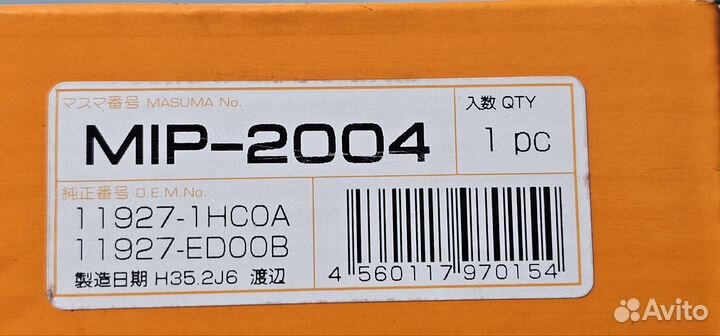 マスマ番号 MASUMA No.
入数 QTY
MIP-2004
1 pc
純正番号 O.E.M.No.
11927-1HC0A
11927-ED00B
製造日期 H35.2J6 渡辺
4 560117 970154
Avito